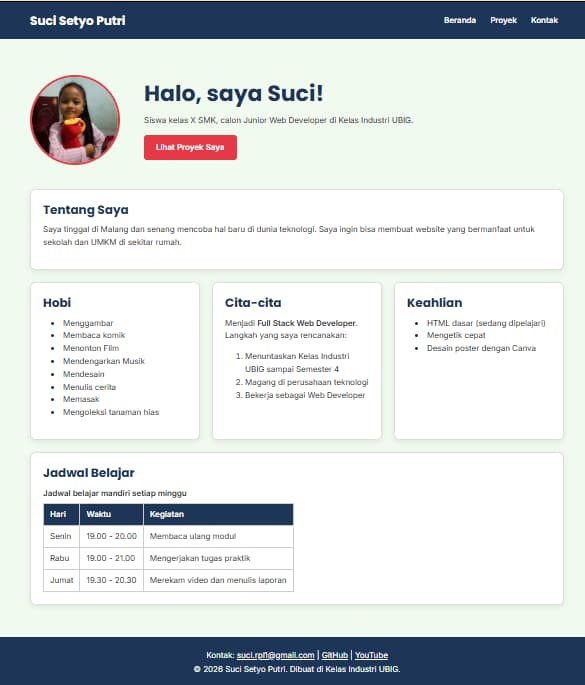 Suci Setyo Putri
Beranda Proyek Kontak
Halo, saya Suci!
Siswa kelas X SMK, calon Junior Web Developer di Kelas Industri UBIG.
Lihat Proyek Saya
Tentang Saya
Saya tinggal di Malang dan senang mencoba hal baru di dunia teknologi. Saya ingin bisa membuat website yang bermanfaat untuk
sekolah dan UMKM di sekitar rumah.
Hobi
Menggambar
Membaca komik
Menonton Film
Mendengarkan Musik
Mendesain
Menulis cerita
Memasak
Mengoleksi tanaman hias
Cita-cita
Menjadi Full Stack Web Developer.
Langkah yang saya rencanakan:
1. Menuntaskan Kelas Industri
UBIG sampai Semester 4
2. Magang di perusahaan teknologi
3. Bekerja sebagai Web Developer
Keahlian
HTML dasar (sedang dipelajari)
Mengetik cepat
Desain poster dengan Canva
Jadwal Belajar
Jadwal belajar mandiri setiap minggu
Hari Waktu Kegiatan
Senin 19.00 - 20.00 Membaca ulang modul
Rabu 19.00 - 21.00 Mengerjakan tugas praktik
Jumat 19.30 - 20.30 Merekam video dan menulis laporan
Kontak: suci.rpl1@gmail.com | GitHub | YouTube
© 2026 Suci Setyo Putri. Dibuat di Kelas Industri UBIG.